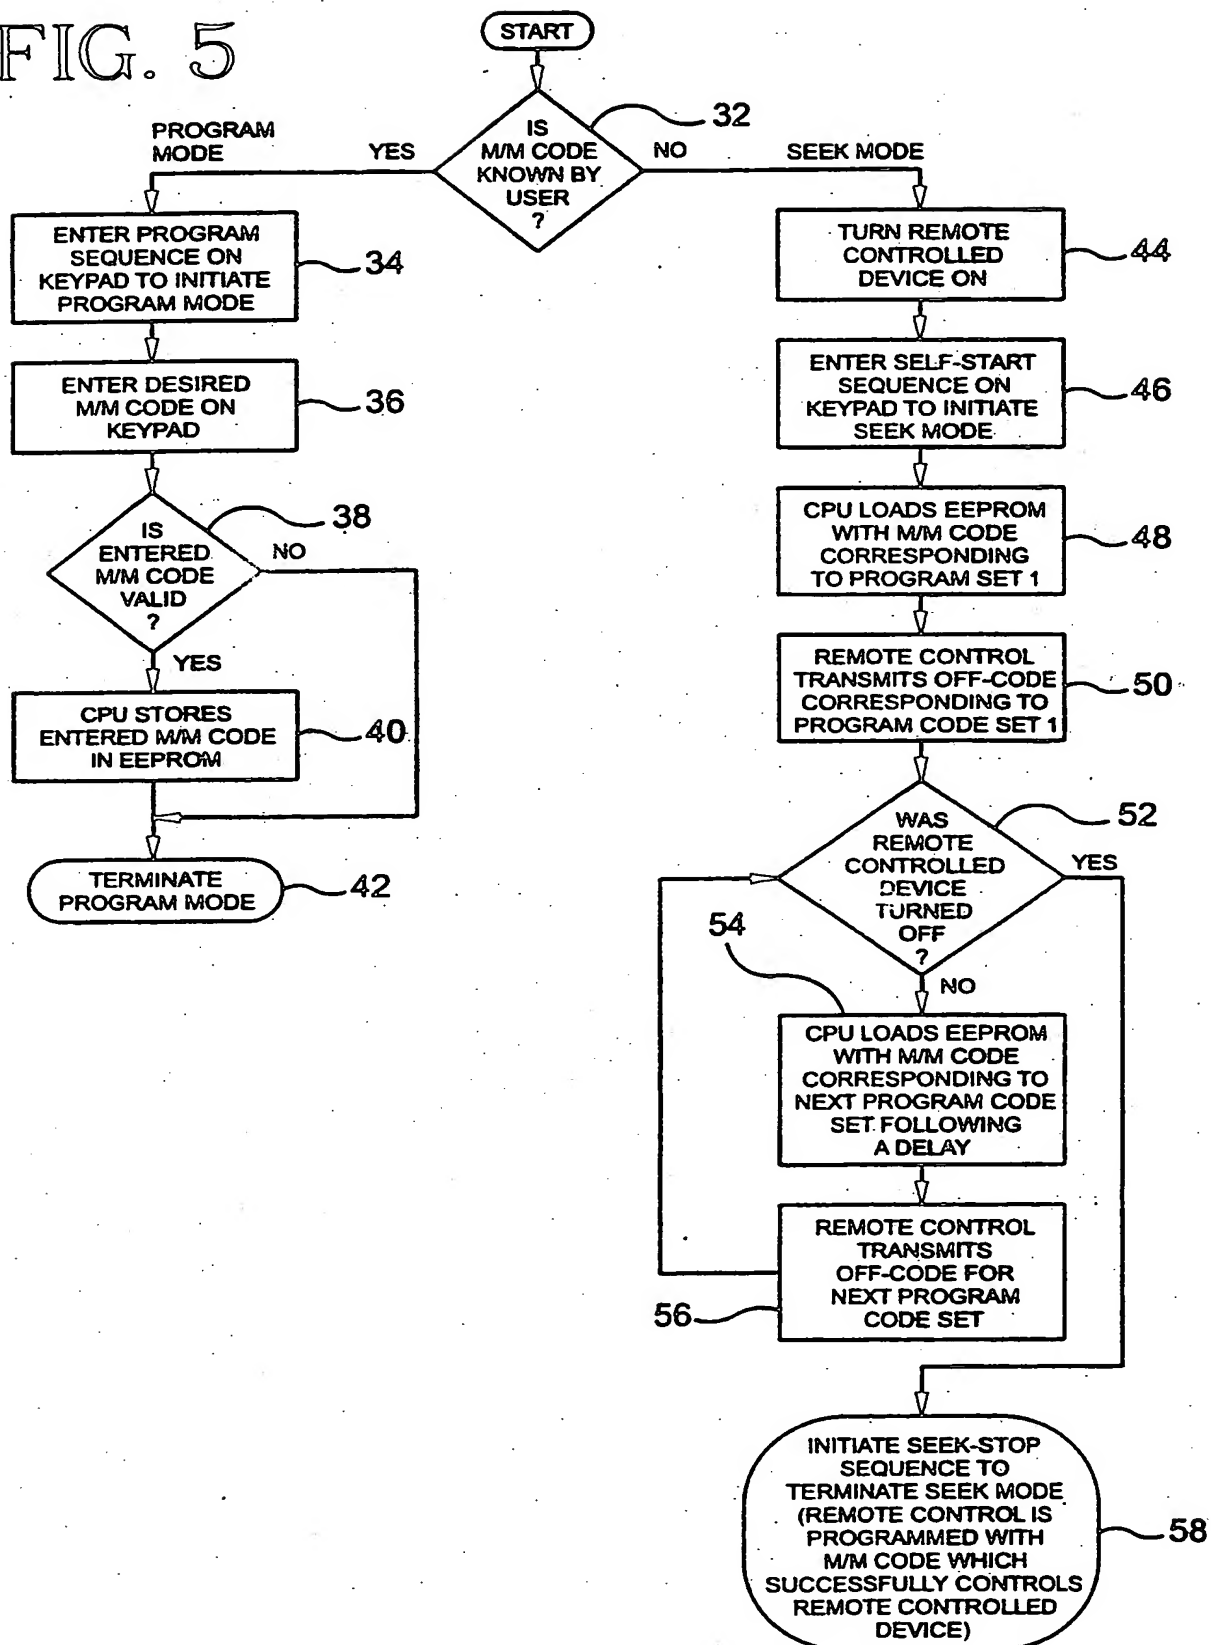 FIG. 5
START
IS
M/M CODE
KNOWN BY
USER
?
32
PROGRAM
MODE
YES
NO
SEEK MODE
ENTER PROGRAM
SEQUENCE ON
KEYPAD TO INITIATE
PROGRAM MODE
34
ENTER DESIRED
M/M CODE ON
KEYPAD
36
IS
ENTERED
M/M CODE
VALID
?
38
NO
YES
CPU STORES
ENTERED M/M CODE
IN EEPROM
40
TERMINATE
PROGRAM MODE
42
TURN REMOTE
CONTROLLED
DEVICE ON
44
ENTER SELF-START
SEQUENCE ON
KEYPAD TO INITIATE
SEEK MODE
46
CPU LOADS EEPROM
WITH M/M CODE
CORRESPONDING
TO PROGRAM SET 1
48
REMOTE CONTROL
TRANSMITS OFF-CODE
CORRESPONDING TO
PROGRAM CODE SET 1
50
WAS
REMOTE
CONTROLLED
DEVICE
TURNED
OFF
?
52
YES
NO
54
CPU LOADS EEPROM
WITH M/M CODE
CORRESPONDING TO
NEXT PROGRAM CODE
SET FOLLOWING
A DELAY
REMOTE CONTROL
TRANSMITS
OFF-CODE FOR
NEXT PROGRAM
CODE SET
56
INITIATE SEEK-STOP
SEQUENCE TO
TERMINATE SEEK MODE
(REMOTE CONTROL IS
PROGRAMMED WITH
M/M CODE WHICH
SUCCESSFULLY CONTROLS
REMOTE CONTROLLED
DEVICE)
58